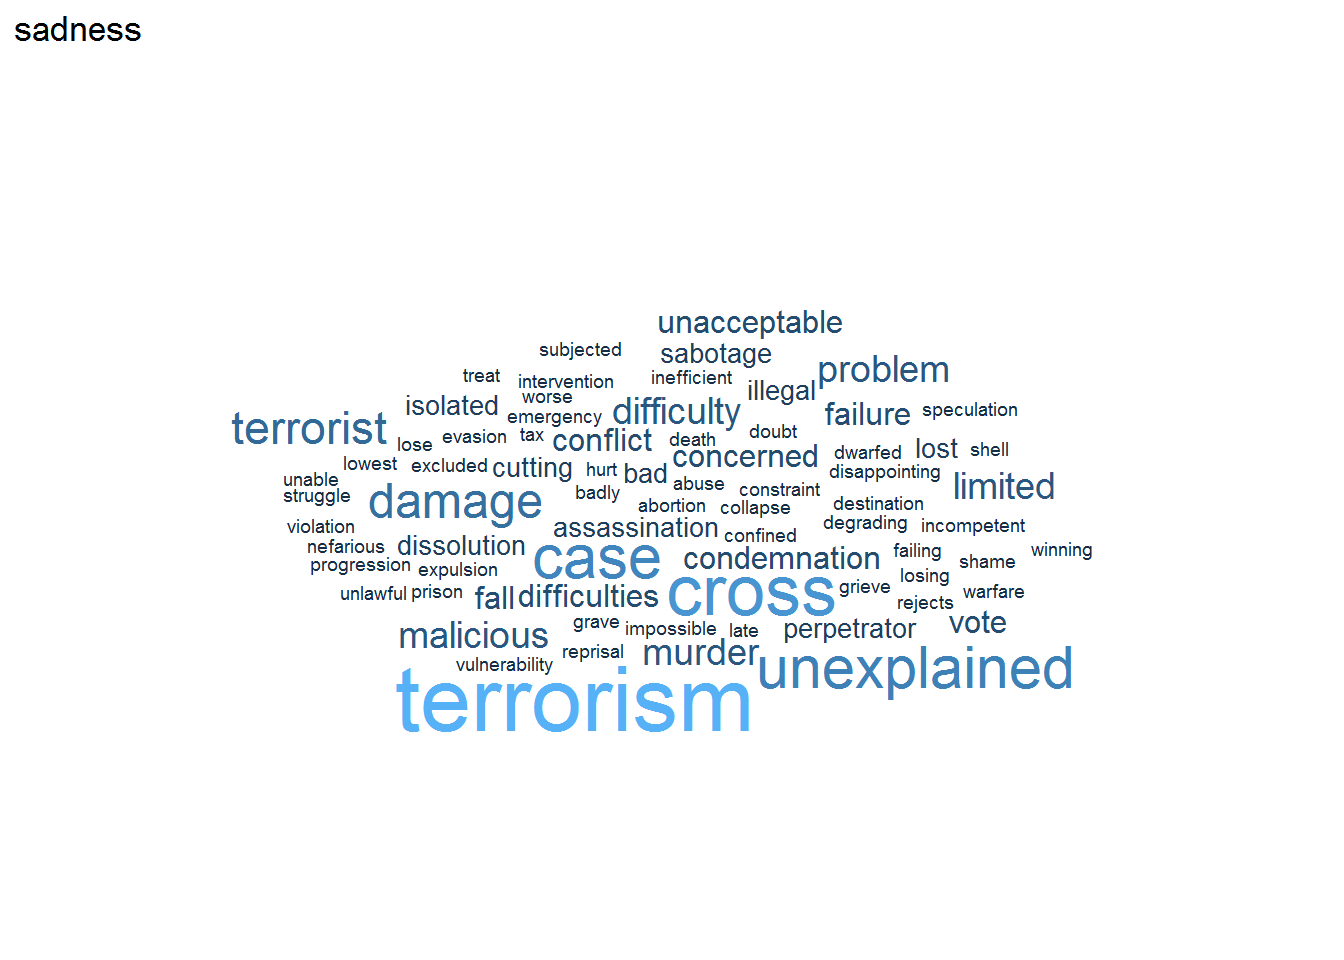 sadness
unacceptable
subjected
sabotage
problem
treat
intervention
inefficient
illegal
worse
isolated
emergency
difficulty
failure
speculation
terrorist
lose
evasion
tax
conflict
death
doubt
concerned
dwarfed
lost
shell
lowest
excluded
cutting
hurt
bad
disappointing
unable
struggle
damage
badly
abuse
constraint
limited
abortion
collapse
destination
violation
assassination
confined
degrading
incompetent
nefarious
dissolution
case
condemnation
failing
shame
winning
progression
expulsion
losing
unlawful
prison
fall
difficulties
cross
grieve
rejects
warfare
malicious
grave
impossible
late
perpetrator
vote
vulnerability
reprisal
murder
unexplained
terrorism